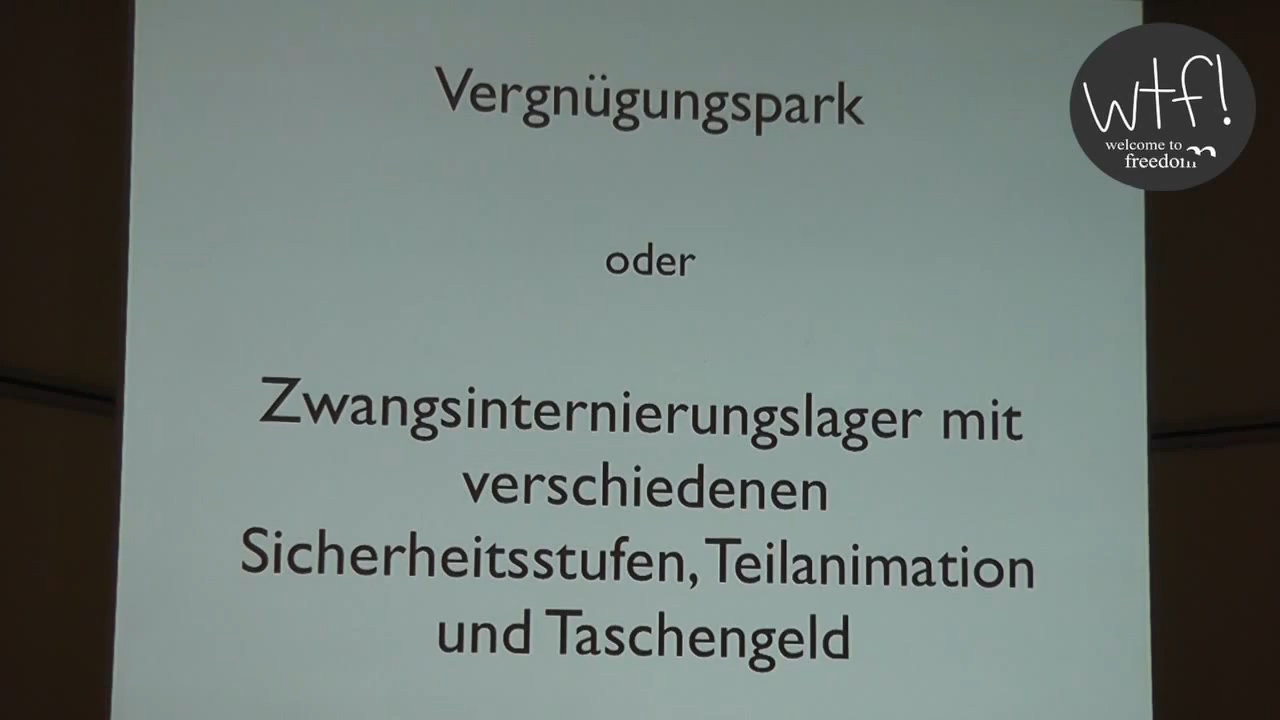 Vergnügungspark
oder
Zwangsinternierungslager mit
verschiedenen
Sicherheitsstufen, Teilanimation
und Taschengeld
wtf!
welcome to
freedom